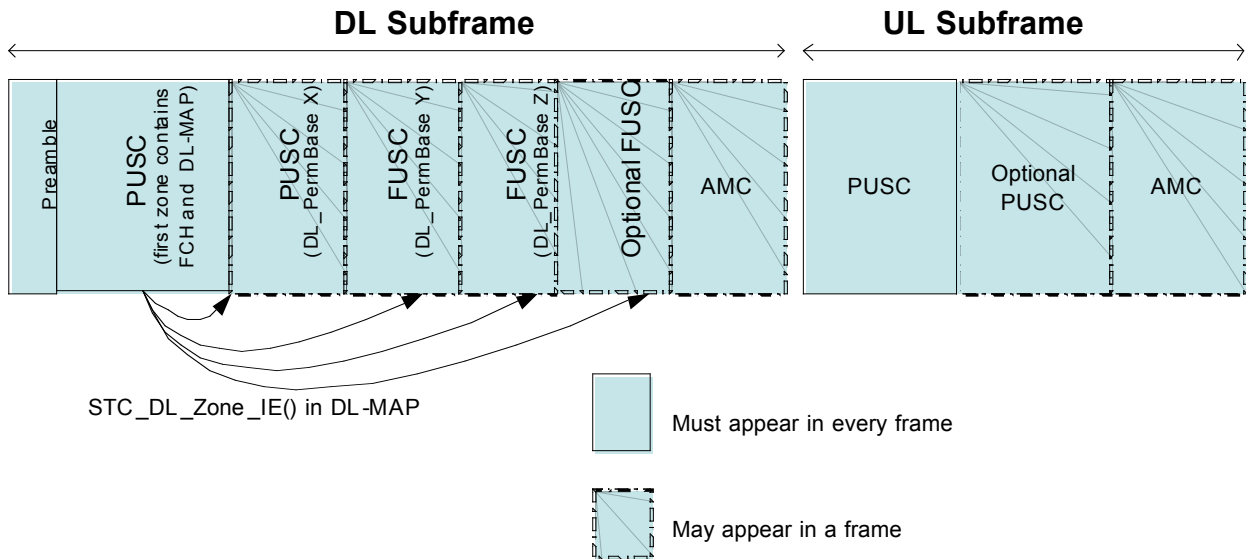 DL Subframe
UL Subframe
Preamble
PUSC
(first zone contains
FCH and DL-MAP)
PUSC
(DL_PermBase X)
FUSC
(DL_PermBase Y)
FUSC
(DL_PermBase Z)
Optional FUSC
AMC
PUSC
Optional
PUSC
AMC
STC_DL_Zone_IE() in DL-MAP
Must appear in every frame
May appear in a frame